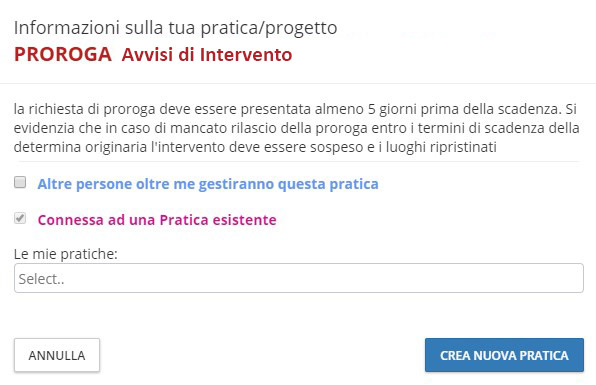 Informazioni sulla tua pratica/progetto
PROROGA Avvisi di Intervento
la richiesta di proroga deve essere presentata almeno 5 giorni prima della scadenza. Si
evidenzia che in caso di mancato rilascio della proroga entro i termini di scadenza della
determina originaria l'intervento deve essere sospeso e i luoghi ripristinati
Altre persone oltre me gestiranno questa pratica
Connessa ad una Pratica esistente
Le mie pratiche:
Select..
ANNULLA
CREA NUOVA PRATICA